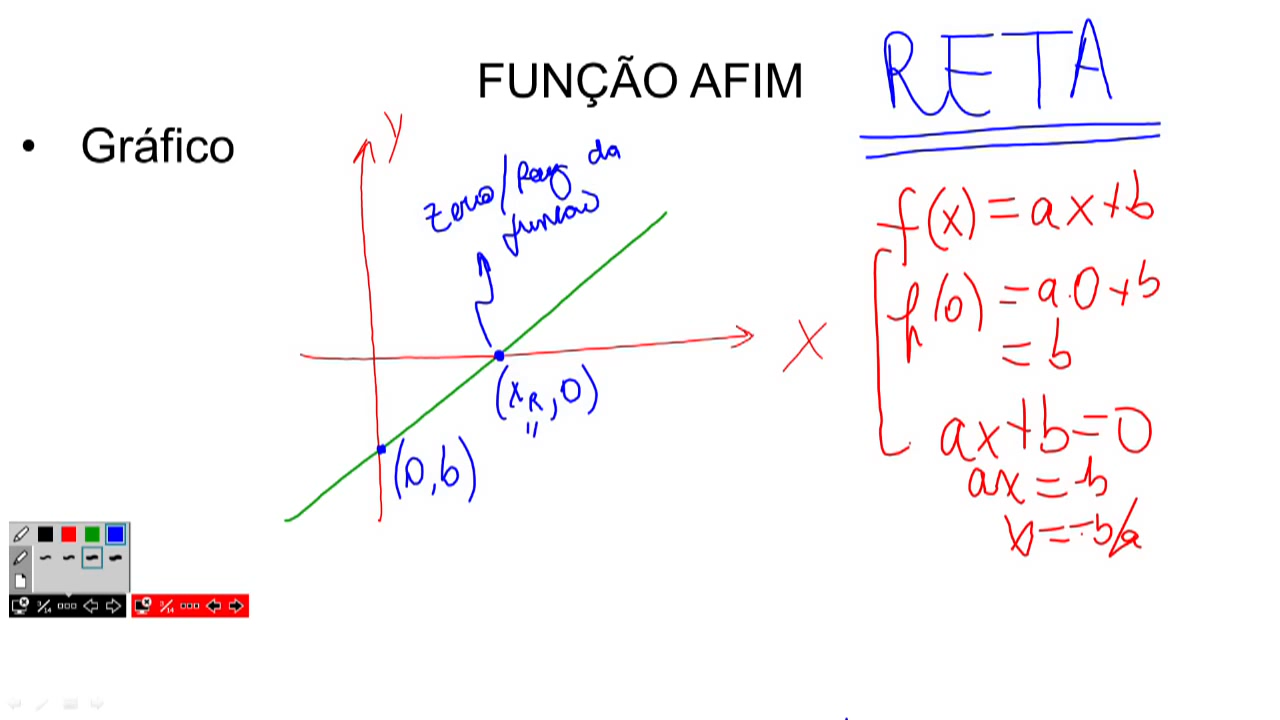 FUNÇÃO AFIM
RETA
• Gráfico
y
Zero/Raiz da
função
f(x) = ax+b
f(0) = a.0+b
= b
X
(x_R, 0)
"
(0,b)
ax+b=0
ax = -b
x = -b/a